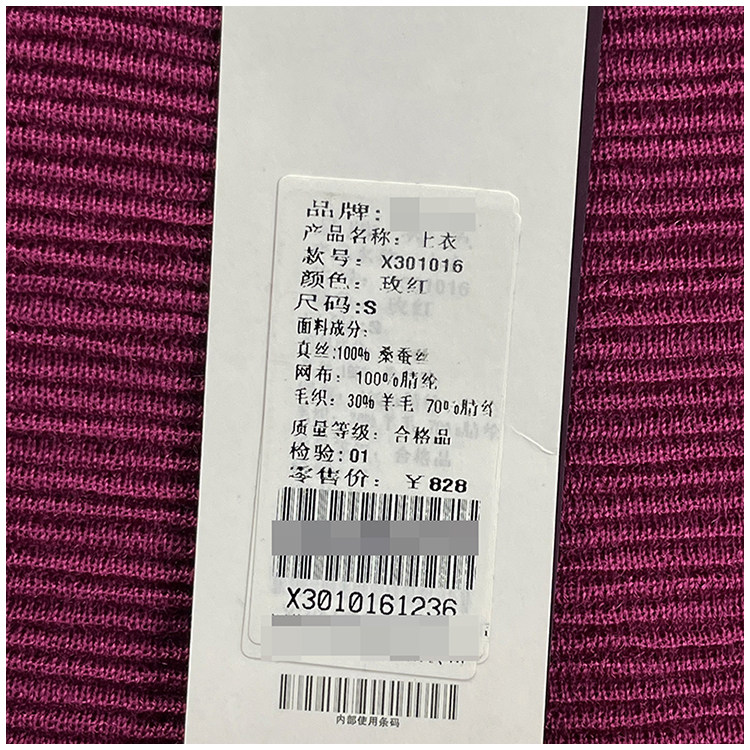 品牌:
产品名称: 上衣
款号: X301016
颜色: 玫红
尺码:S
面料成分:
真丝:100% 桑蚕丝
网布: 100%腈纶
毛织: 30%羊毛 70%腈纶
质量等级: 合格品
检验:01
零售价: ¥828
X3010161236
内部使用条码